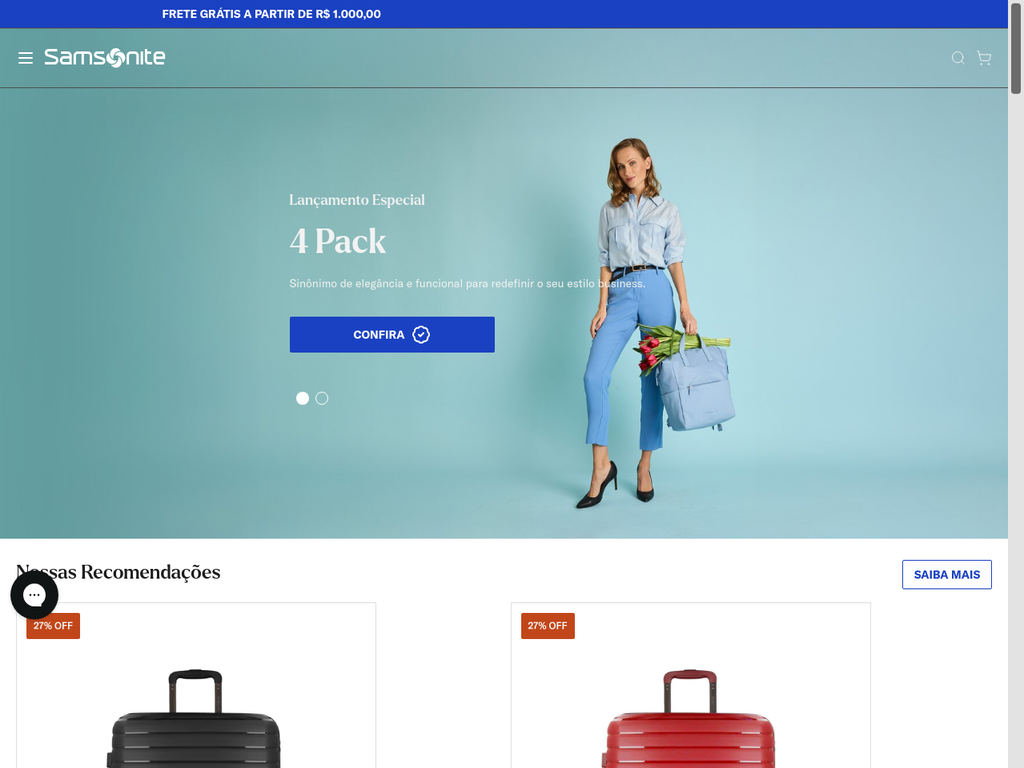 FRETE GRÁTIS A PARTIR DE R$ 1.000,00
Samsonite
Lançamento Especial
4 Pack
Sinônimo de elegância e funcional para redefinir o seu estilo business.
CONFIRA
Nossas Recomendações
SAIBA MAIS
27% OFF
27% OFF